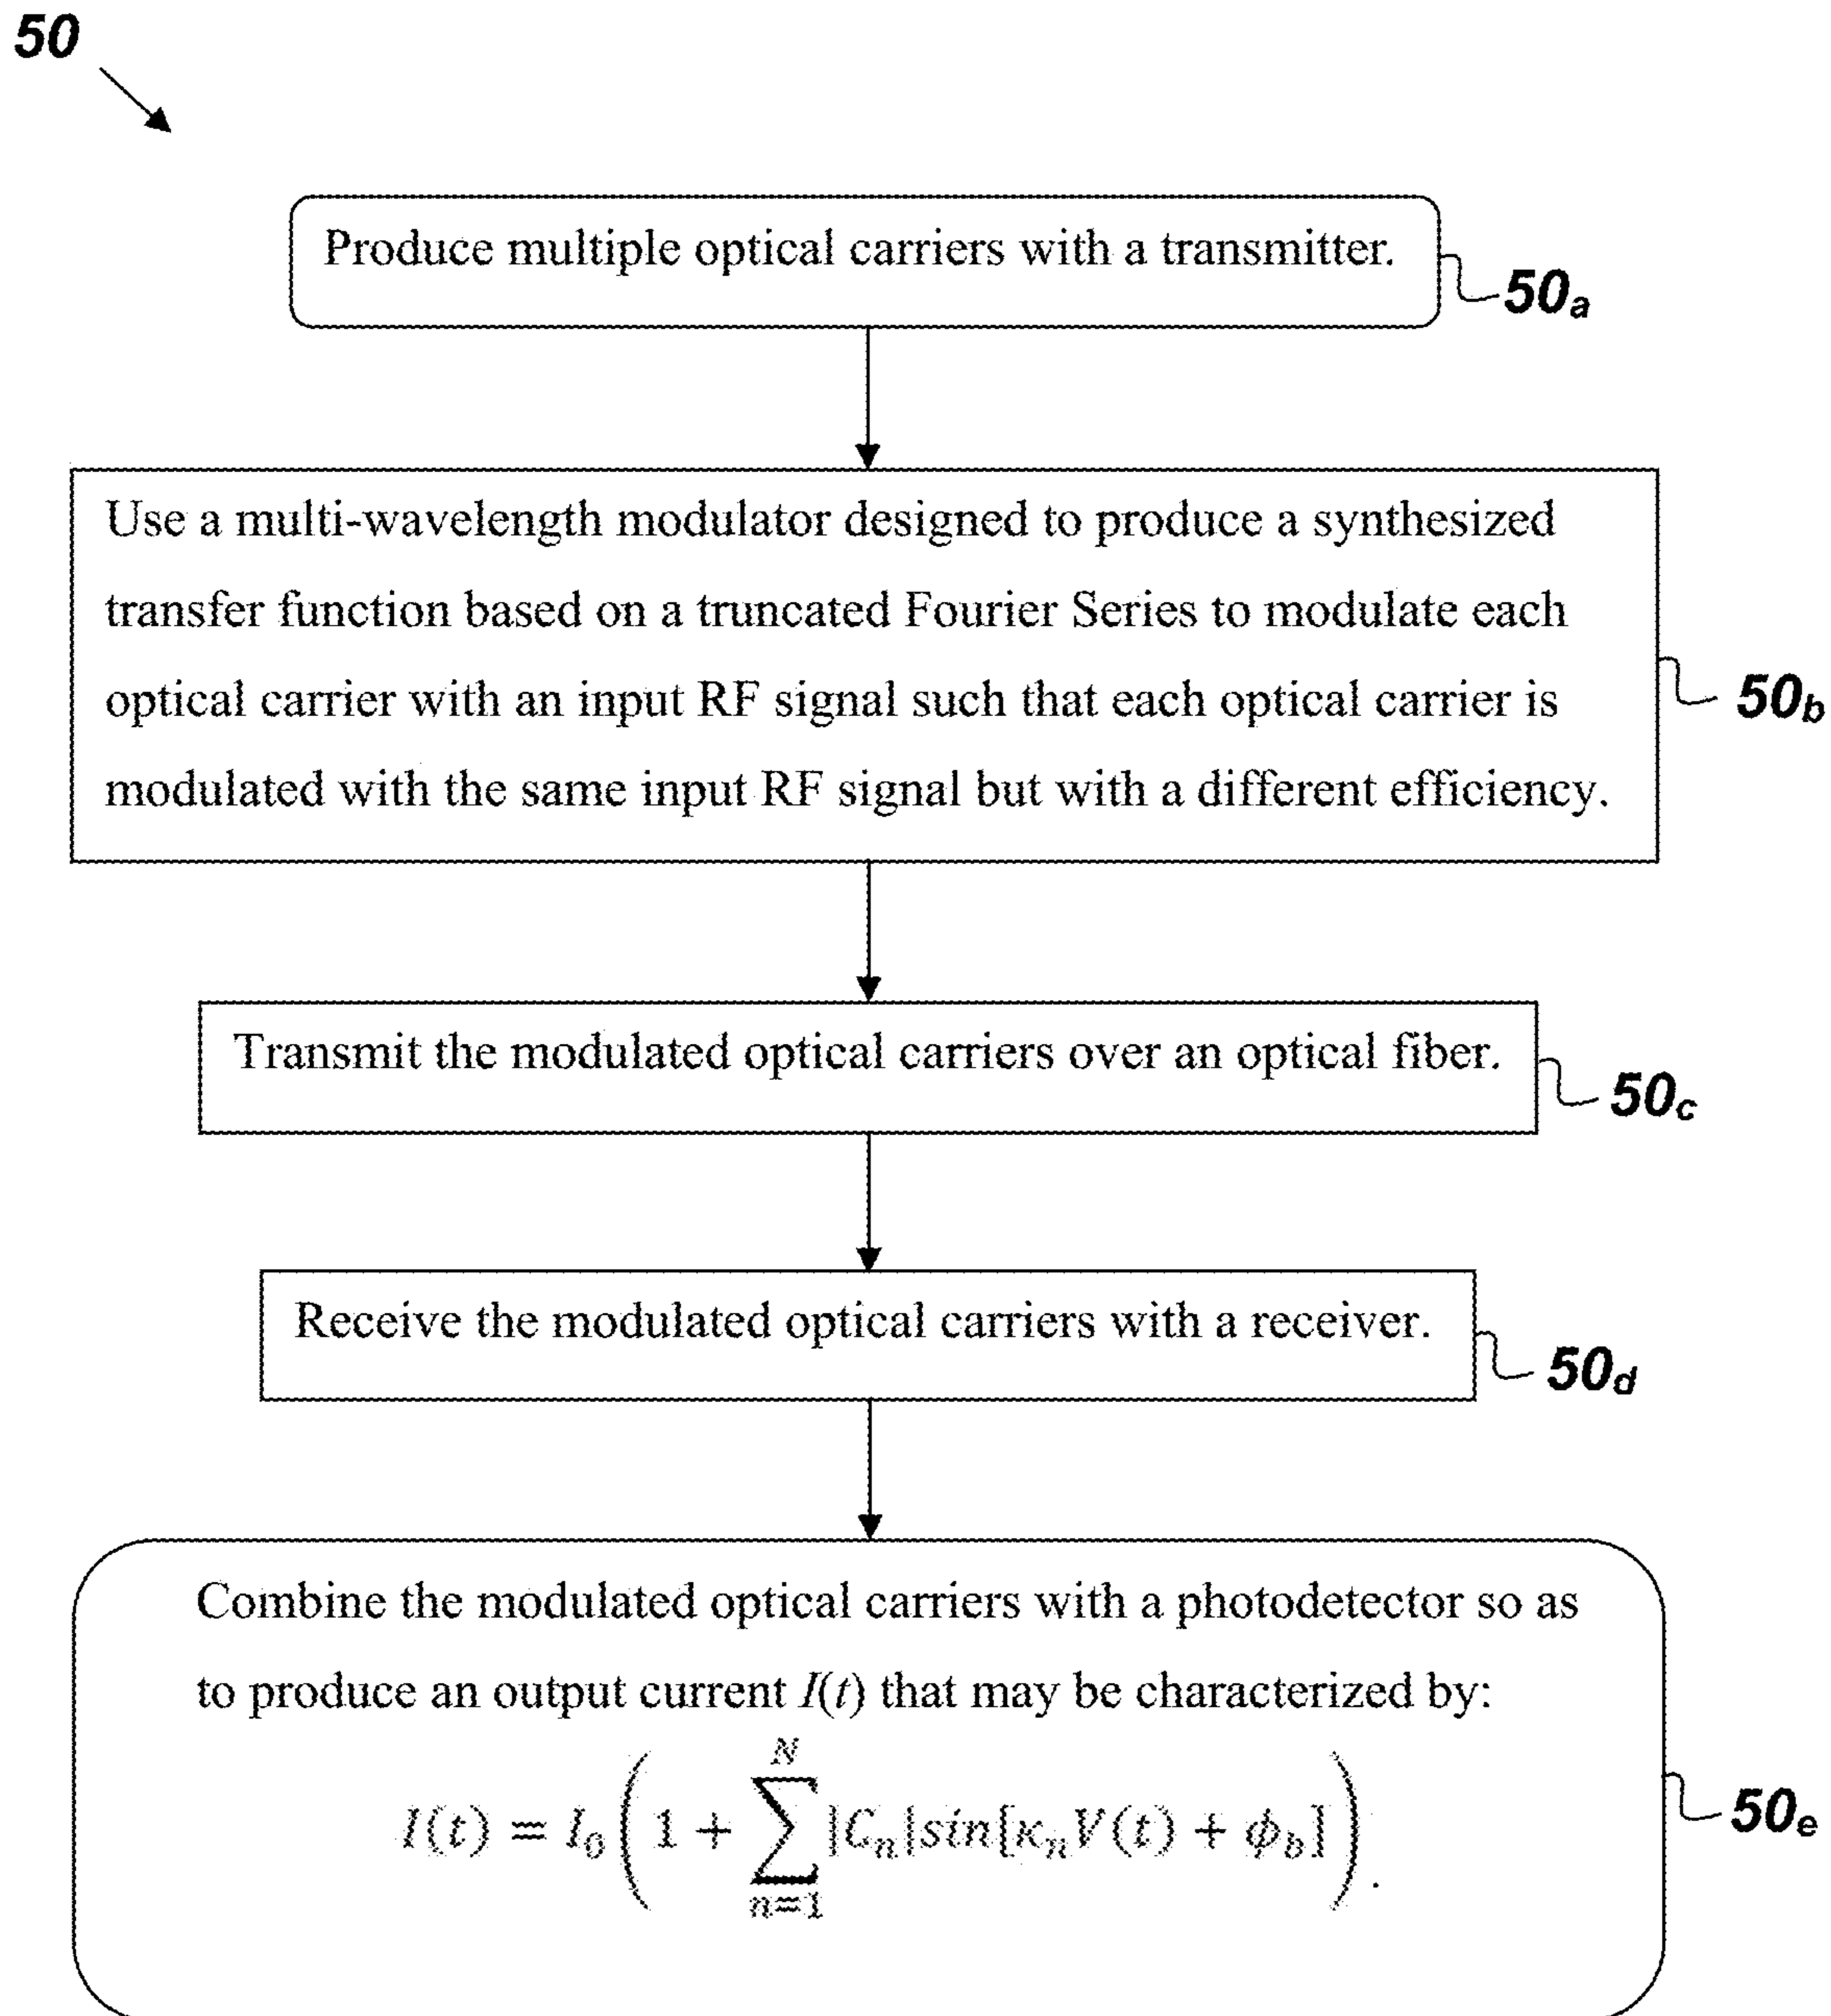 50
Produce multiple optical carriers with a transmitter.
50a
Use a multi-wavelength modulator designed to produce a synthesized
transfer function based on a truncated Fourier Series to modulate each
optical carrier with an input RF signal such that each optical carrier is
modulated with the same input RF signal but with a different efficiency.
50b
Transmit the modulated optical carriers over an optical fiber.
50c
Receive the modulated optical carriers with a receiver.
50d
Combine the modulated optical carriers with a photodetector so as
to produce an output current I(t) that may be characterized by:
I(t) = I₀(1 + ∑ₙ₌₁ᴺ |Cₙ|sin[κₙV(t) + ϕ_b]).
50e